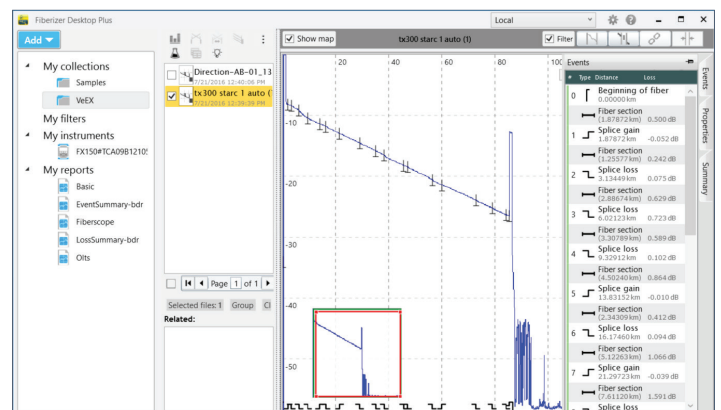 Fiberizer Desktop Plus
Local
Add
My collections
Samples
VeEX
My filters
My instruments
FX150#TCA09B1210
My reports
Basic
EventSummary-bdr
Fiberscope
LossSummary-bdr
Olts
Direction-AB-01_13
7/21/2016 12:40:06 PM
tx300 starc 1 auto (
7/21/2016 12:39:39 PM
Page 1 of 1
Selected files: 1 Group Cl
Related:
Show map
tx300 starc 1 auto (1)
Filter
20 40 60 80 100
-10
-20
-30
-40
-50
Events
# Type Distance Loss
0 Beginning of fiber
0.00000 km
Fiber section
(1.87872 km) 0.500 dB
1 Splice gain
1.87872 km -0.052 dB
Fiber section
(1.25577 km) 0.242 dB
2 Splice loss
3.13449 km 0.075 dB
Fiber section
(2.88674 km) 0.629 dB
3 Splice loss
6.02123 km 0.723 dB
Fiber section
(3.30789 km) 0.589 dB
4 Splice loss
9.32912 km 0.102 dB
Fiber section
(4.50240 km) 0.864 dB
5 Splice gain
13.83152 km -0.010 dB
Fiber section
(2.34309 km) 0.412 dB
6 Splice loss
16.17460 km 0.094 dB
Fiber section
(5.12263 km) 1.066 dB
7 Splice gain
21.29723 km -0.039 dB
Fiber section
(7.61120 km) 1.591 dB
Splice loss
Events
Properties
Summary